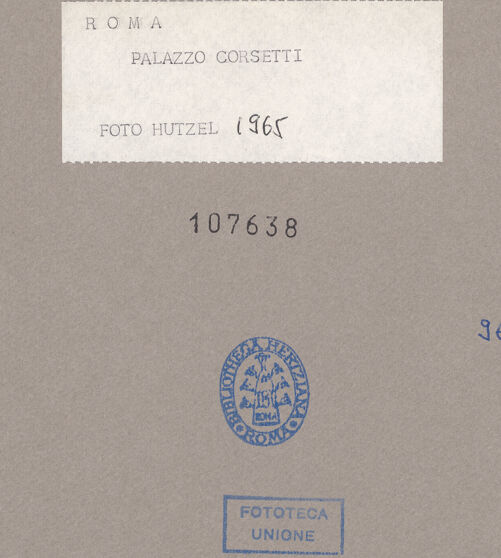 R O M A
PALAZZO CORSETTI
FOTO HUTZEL 1965
107638
BIBLIOTHECA HERTZIANA
ROMA
ROMA
FOTOTECA
UNIONE